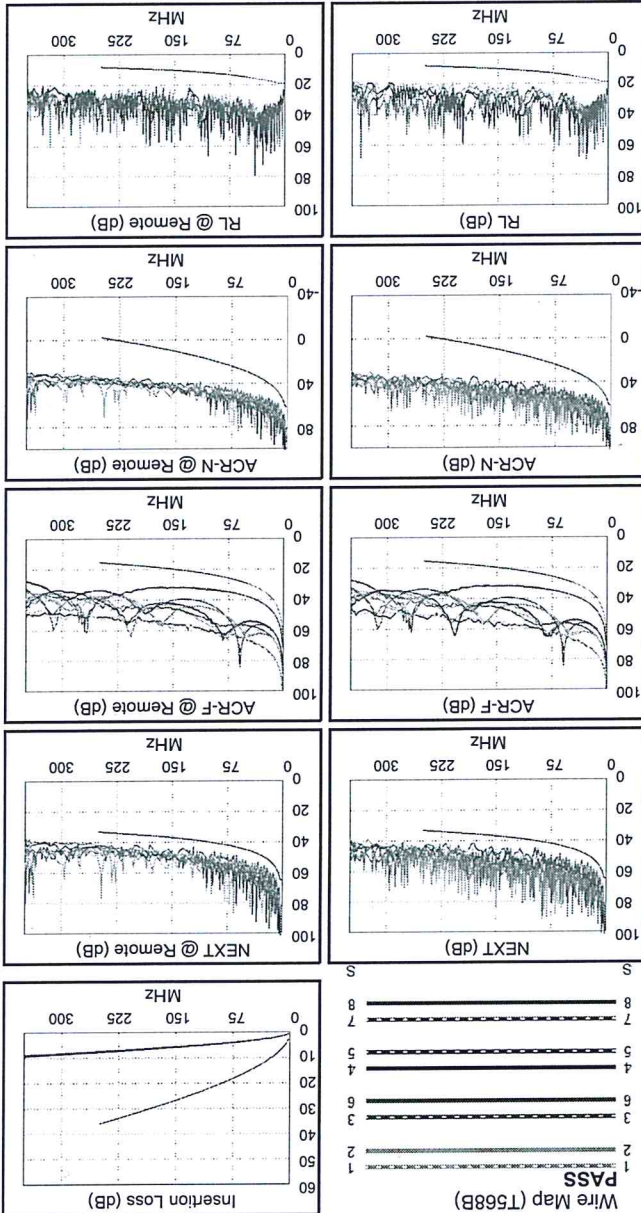 Wire Map (T568B)
PASS
1 1
2 2
3 3
6 6
4 4
5 5
7 7
8 8
S S
Insertion Loss (dB)
60
50
40
30
20
10
0
0 75 150 225 300
MHz
NEXT (dB)
100
80
60
40
20
0
0 75 150 225 300
MHz
NEXT @ Remote (dB)
100
80
60
40
20
0
0 75 150 225 300
MHz
ACR-F (dB)
100
80
60
40
20
0
0 75 150 225 300
MHz
ACR-F @ Remote (dB)
100
80
60
40
20
0
0 75 150 225 300
MHz
ACR-N (dB)
80
40
0
-40
0 75 150 225 300
MHz
ACR-N @ Remote (dB)
80
40
0
-40
0 75 150 225 300
MHz
RL (dB)
100
80
60
40
20
0
0 75 150 225 300
MHz
RL @ Remote (dB)
100
80
60
40
20
0
0 75 150 225 300
MHz